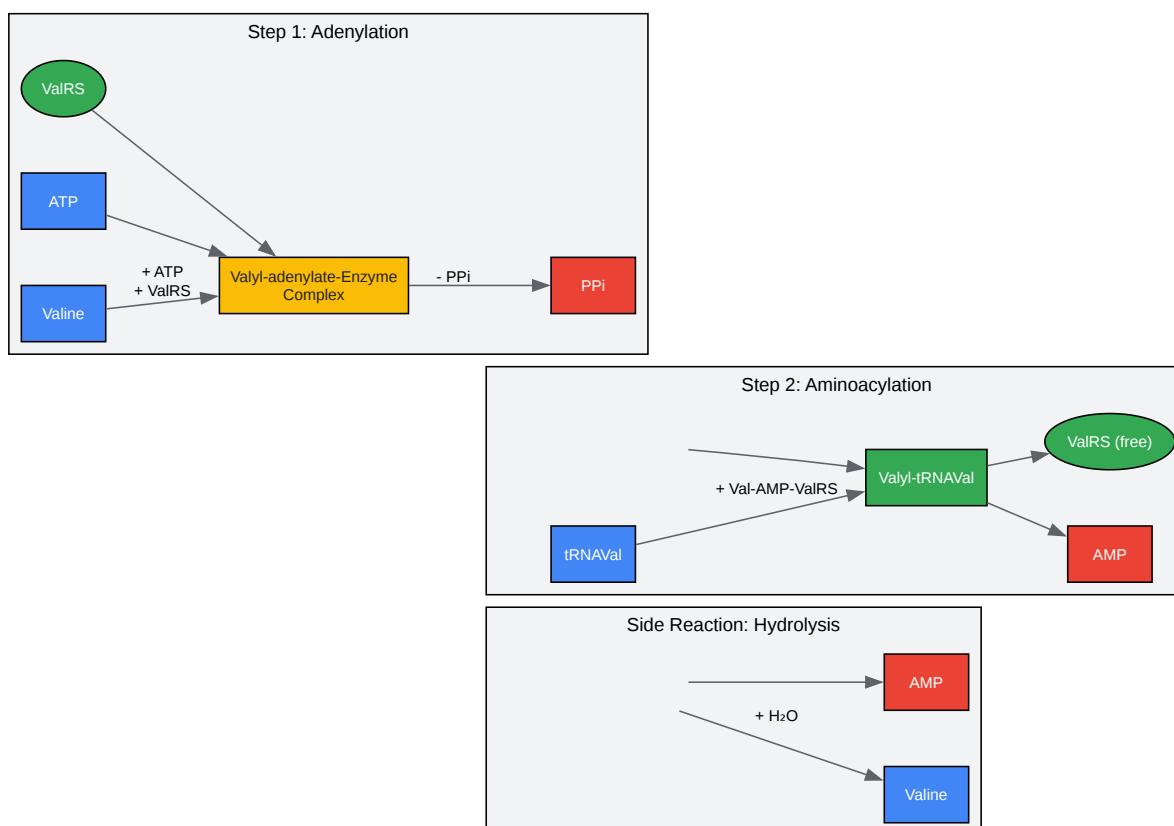 Step 1: Adenylation
ValRS
ATP
Valine
+ ATP
+ ValRS
Valyl-adenylate-Enzyme
Complex
- PPi
PPi
Step 2: Aminoacylation
+ Val-AMP-ValRS
tRNAVal
Valyl-tRNAVal
ValRS (free)
AMP
Side Reaction: Hydrolysis
AMP
+ H₂O
Valine